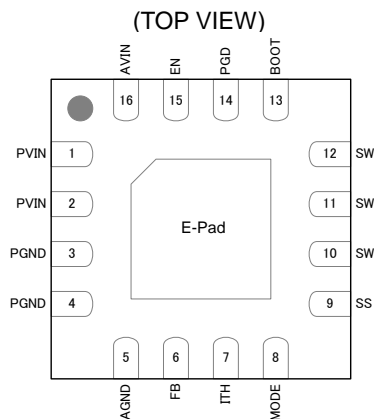 (TOP VIEW)
AVIN EN PGD BOOT
16 15 14 13
PVIN 1 12 SW
PVIN 2 11 SW
E-Pad
PGND 3 10 SW
PGND 4 9 SS
5 6 7 8
AGND FB ITH MODE